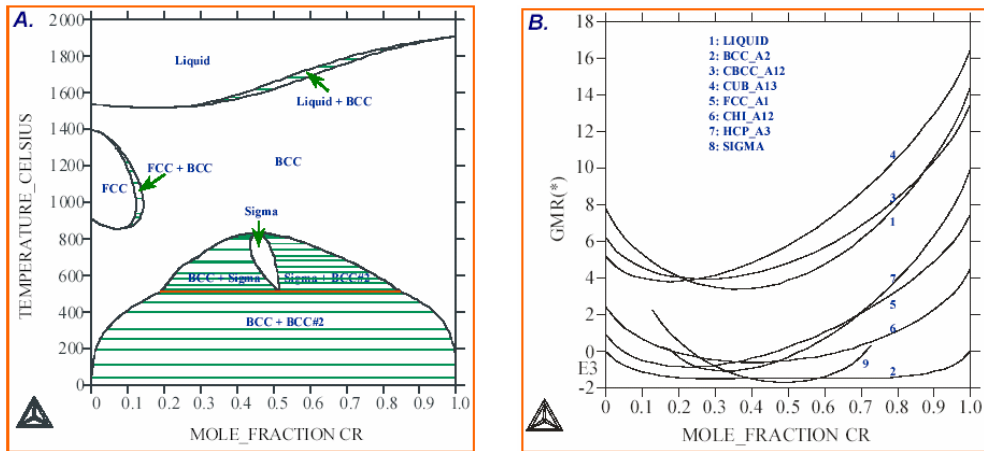 A.
TEMPERATURE_CELSIUS
2000
1800
1600
1400
1200
1000
800
600
400
200
0
Liquid
Liquid + BCC
BCC
FCC + BCC
FCC
Sigma
BCC + Sigma
Sigma + BCC#2
BCC + BCC#2
0 0.1 0.2 0.3 0.4 0.5 0.6 0.7 0.8 0.9 1.0
MOLE_FRACTION CR
B.
GMR(*)
18
16
14
12
10
8
6
4
2
0
E3
-2
1: LIQUID
2: BCC_A2
3: CBCC_A12
4: CUB_A13
5: FCC_A1
6: CHI_A12
7: HCP_A3
8: SIGMA
4
3
1
7
5
6
9
2
0 0.1 0.2 0.3 0.4 0.5 0.6 0.7 0.8 0.9 1.0
MOLE_FRACTION CR